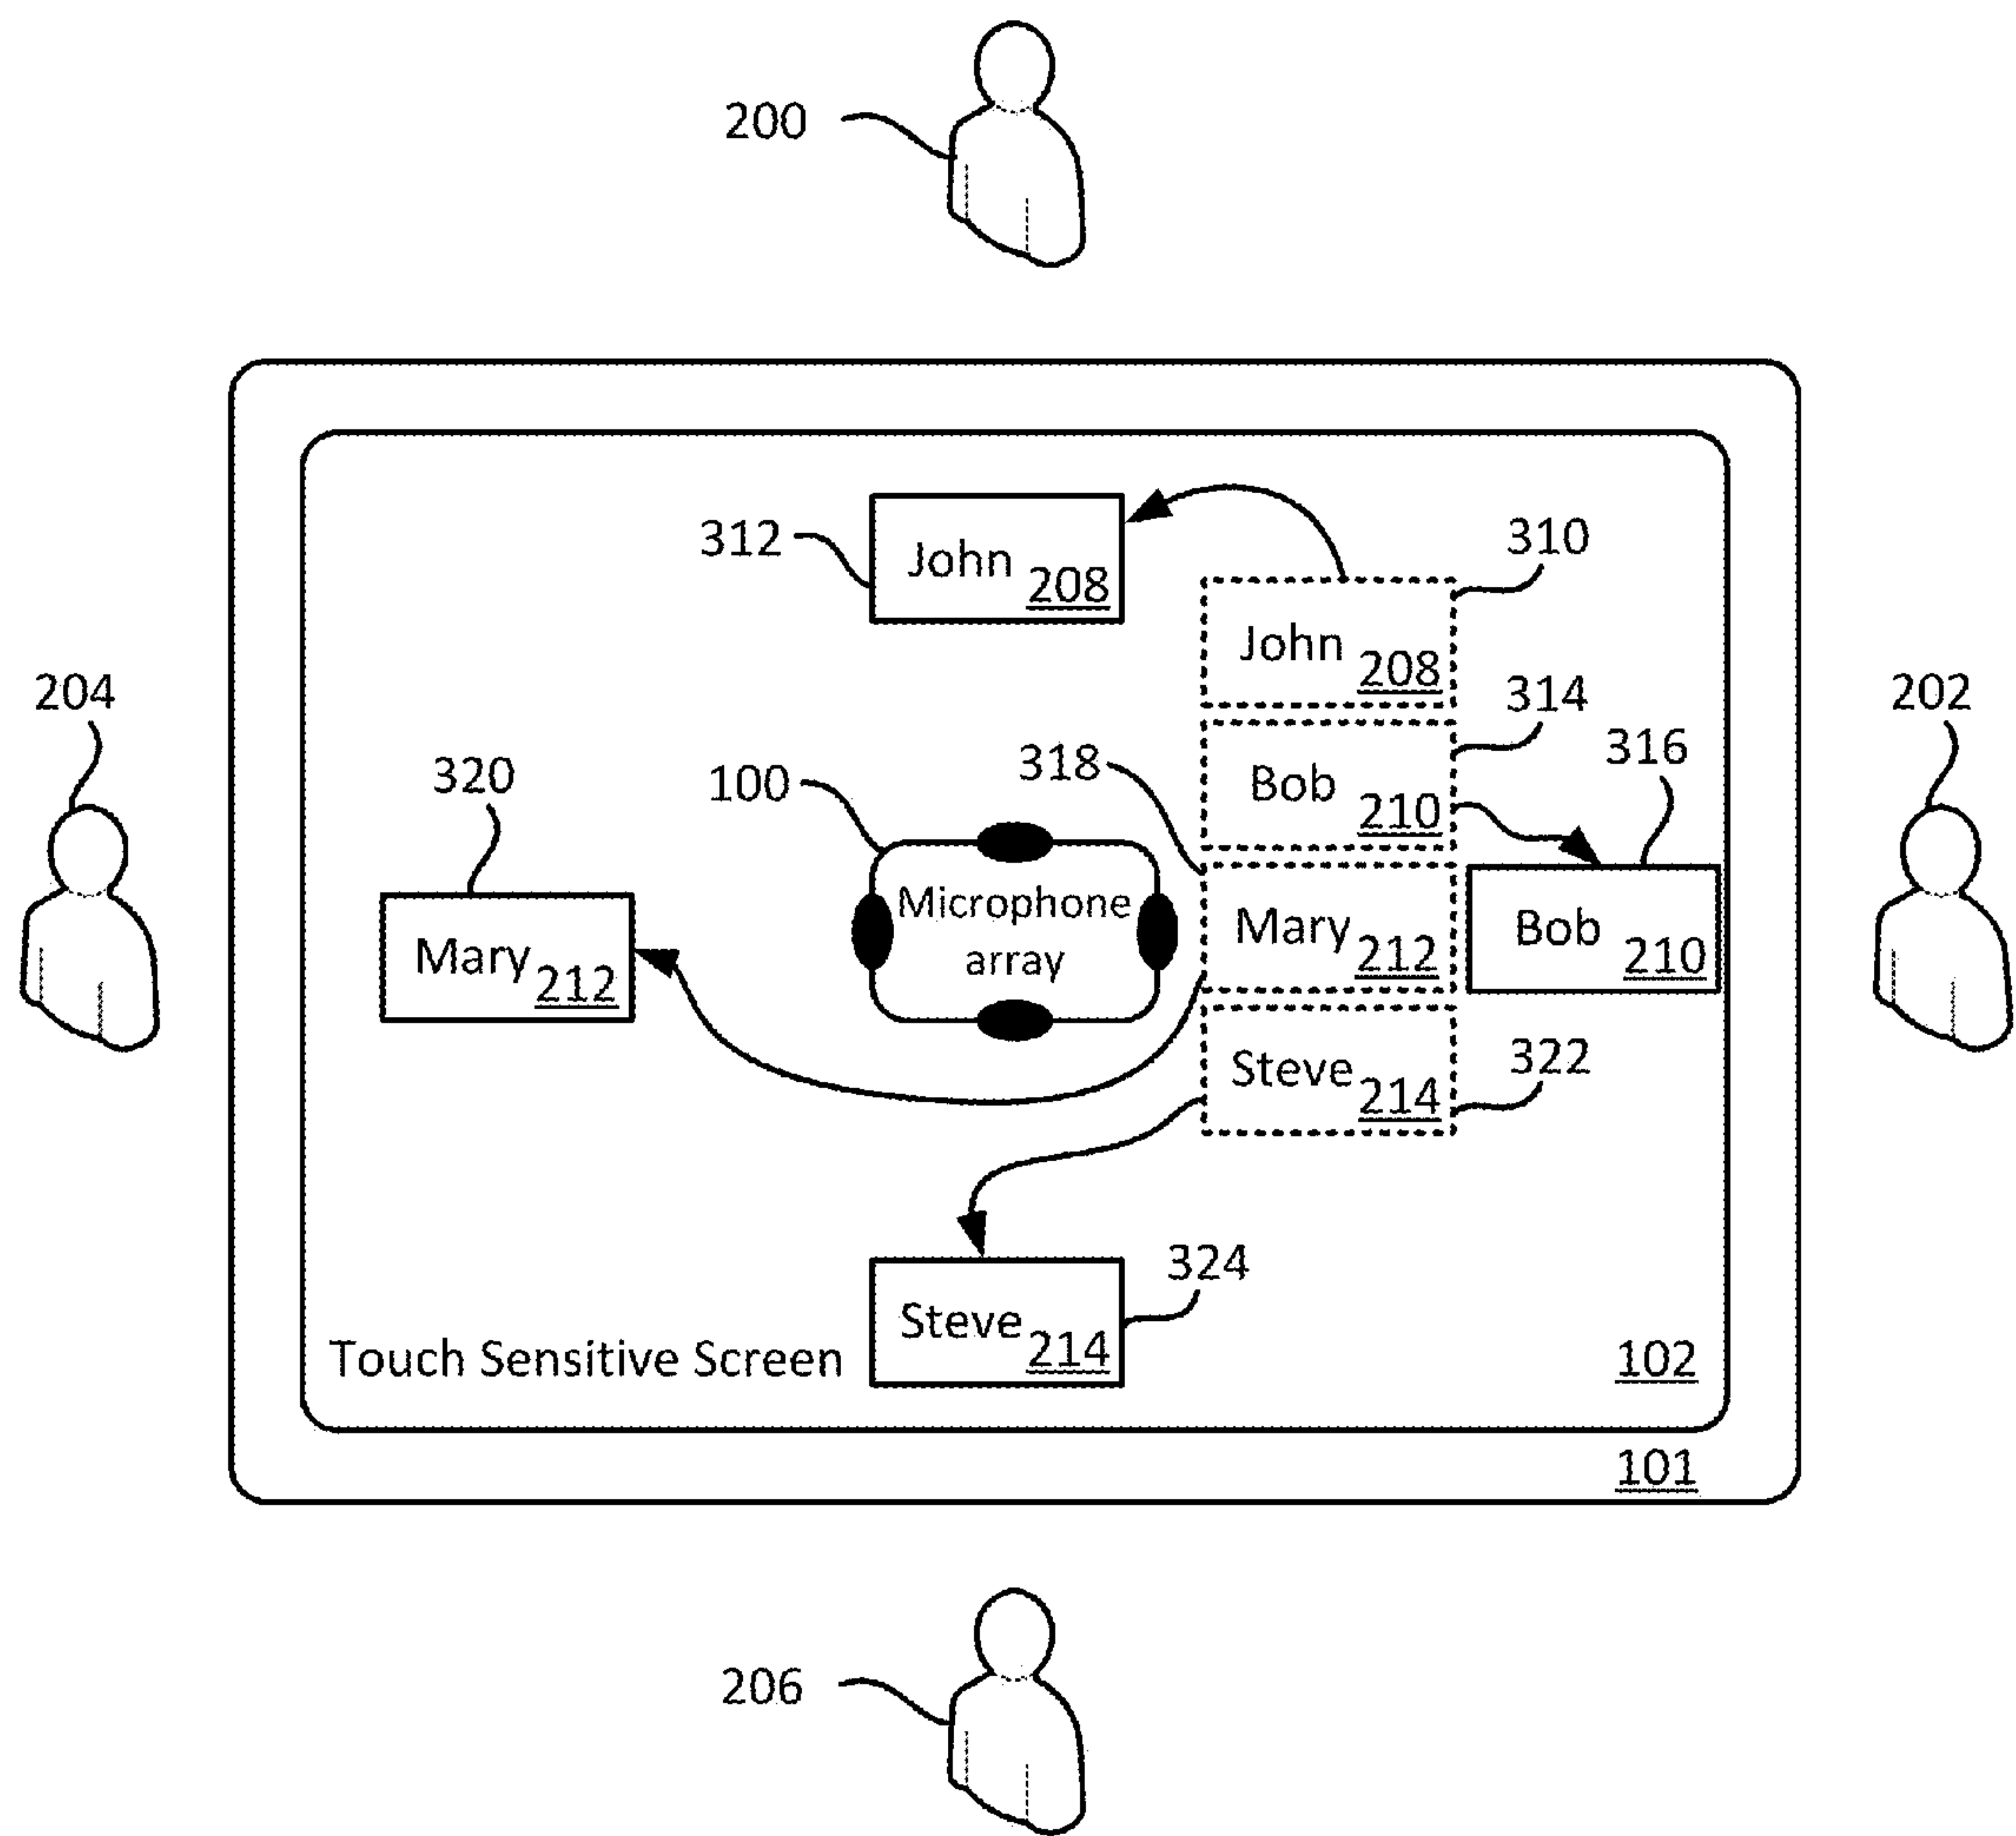 200
312
John 208
310
John 208
204
314
202
316
318
320
100
Bob 210
Microphone
array
Mary 212
Mary 212
Bob 210
Steve 214
322
324
Steve 214
Touch Sensitive Screen
102
101
206